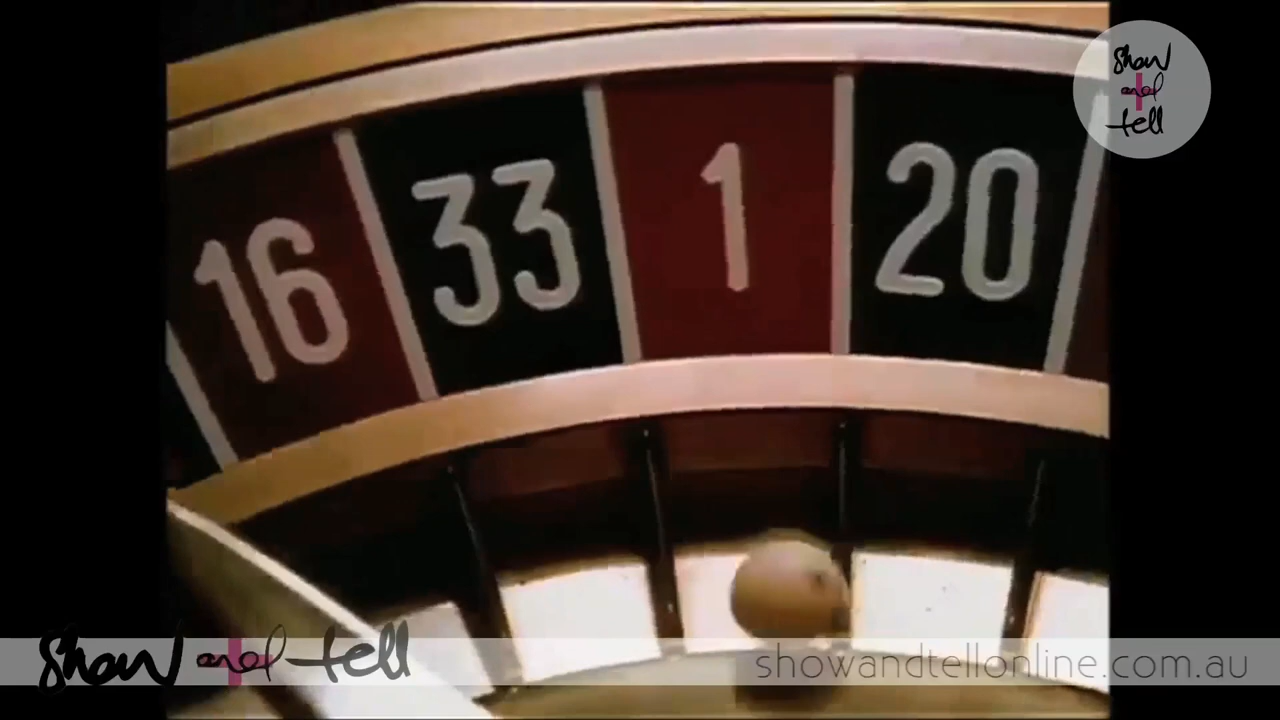 show
and
tell
16 33 1 20
show and tell
showandtellonline.com.au